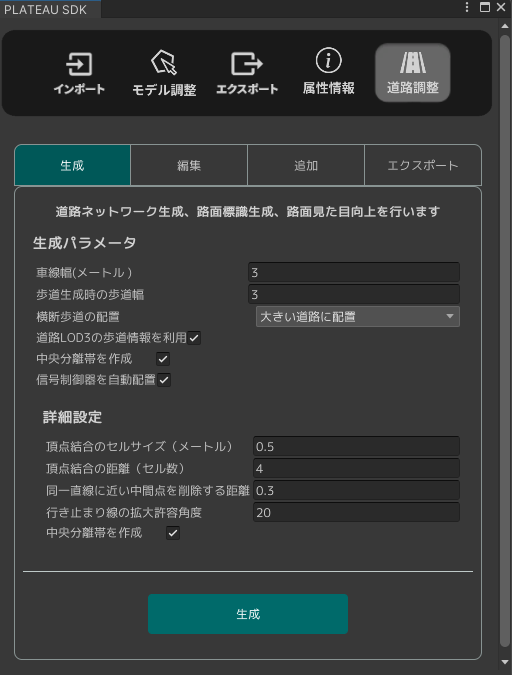 PLATEAU SDK
インポート
モデル調整
エクスポート
属性情報
道路調整
生成
編集
追加
エクスポート
道路ネットワーク生成、路面標識生成、路面見た目向上を行います
生成パラメータ
車線幅(メートル) 3
歩道生成時の歩道幅 3
横断歩道の配置 大きい道路に配置
道路LOD3の歩道情報を利用
中央分離帯を作成
信号制御器を自動配置
詳細設定
頂点結合のセルサイズ（メートル） 0.5
頂点結合の距離（セル数） 4
同一直線に近い中間点を削除する距離 0.3
行き止まり線の拡大許容角度 20
中央分離帯を作成
生成